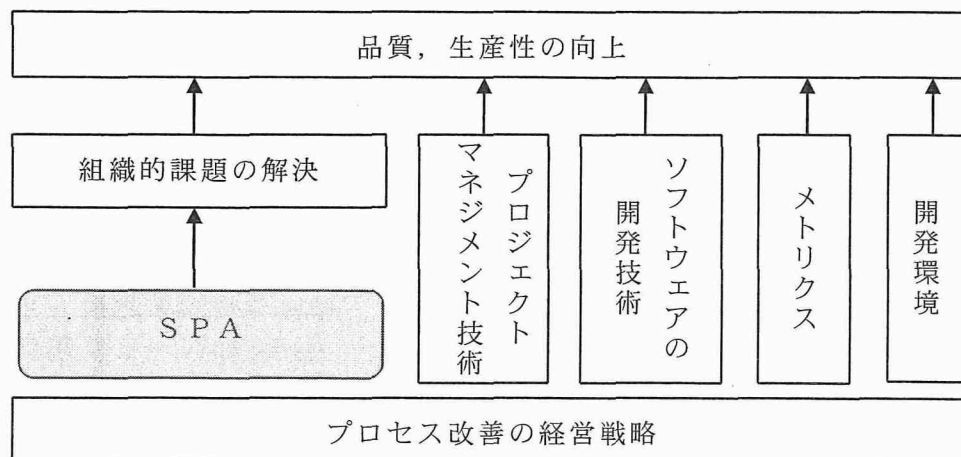 品質，生産性の向上
組織的課題の解決
ＳＰＡ
プロジェクト
マネジメント技術
ソフトウェアの
開発技術
メトリクス
開発環境
プロセス改善の経営戦略